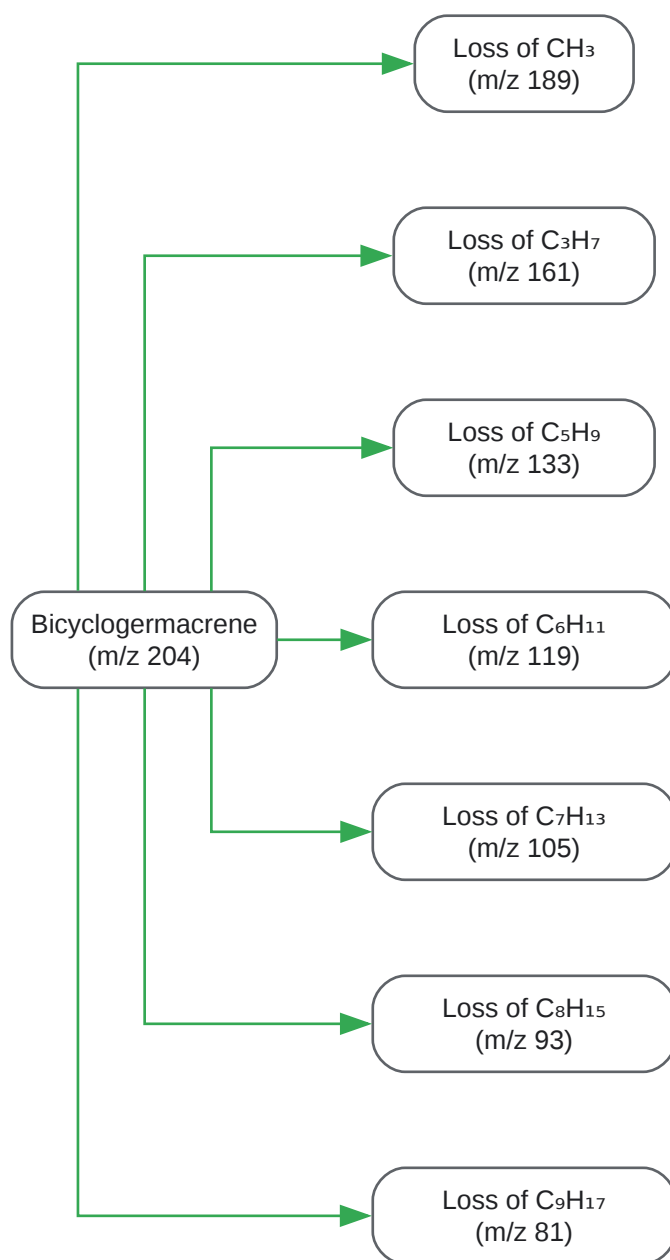 Loss of CH₃
(m/z 189)
Loss of C₃H₇
(m/z 161)
Loss of C₅H₉
(m/z 133)
Bicyclogermacrene
(m/z 204)
Loss of C₆H₁₁
(m/z 119)
Loss of C₇H₁₃
(m/z 105)
Loss of C₈H₁₅
(m/z 93)
Loss of C₉H₁₇
(m/z 81)